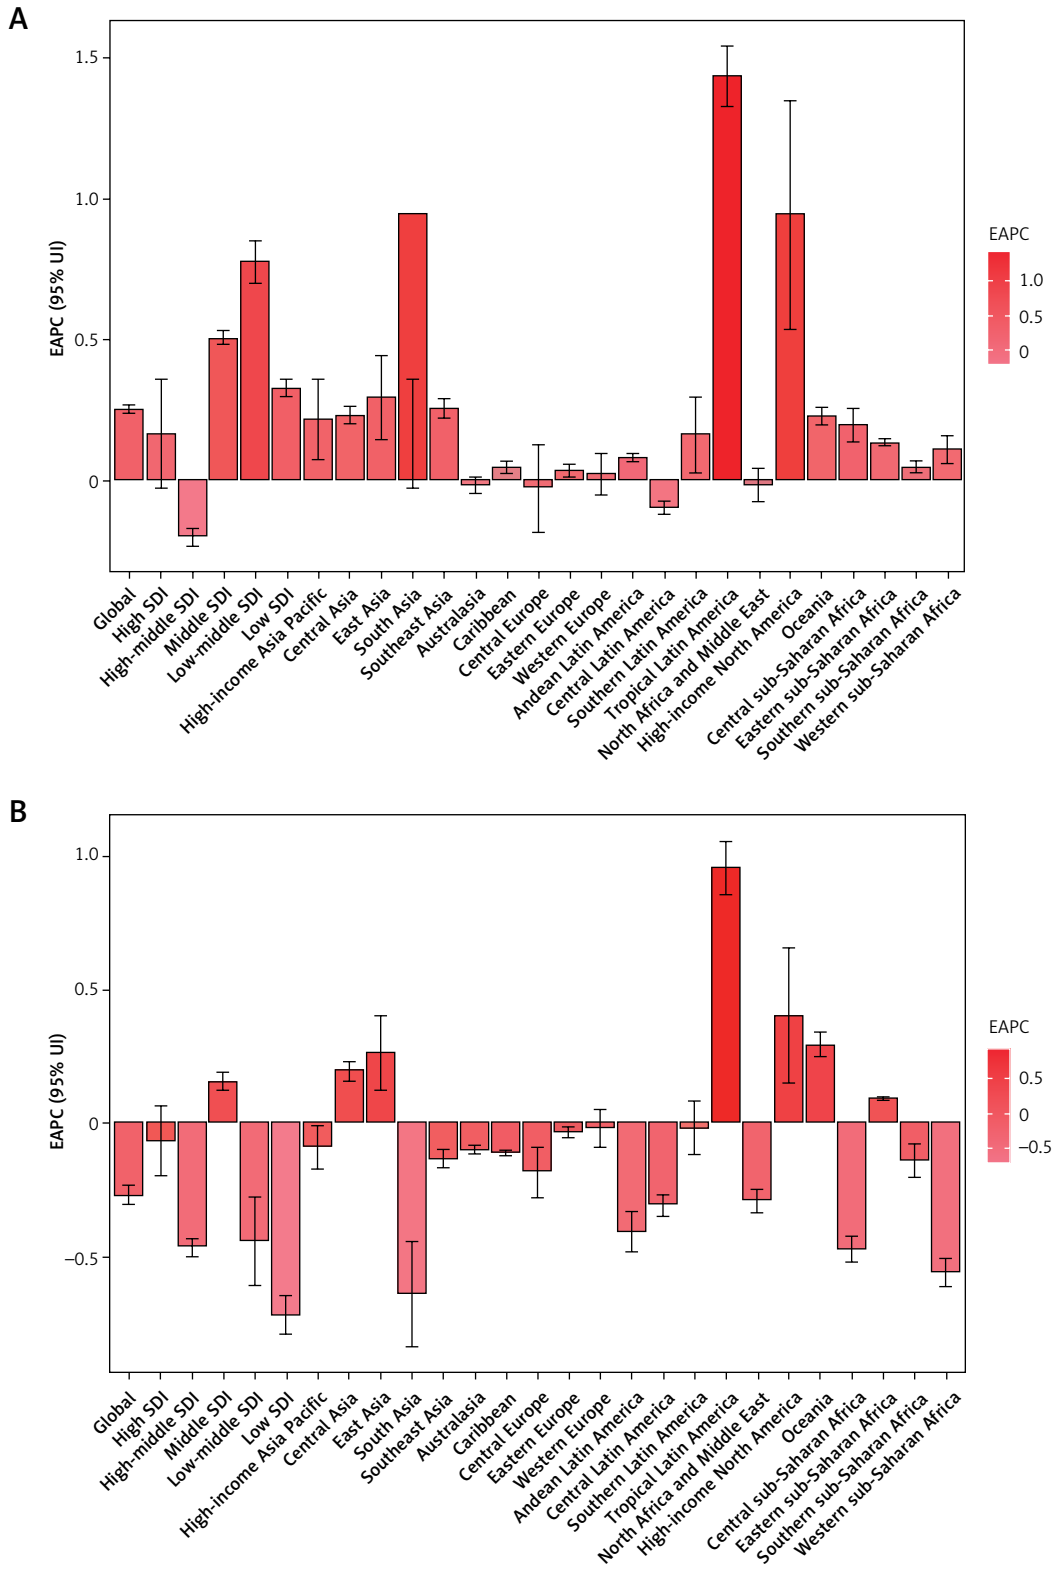 A
EAPC (95% UI)
1.5
1.0
0.5
0
EAPC
1.0
0.5
0
Global
High SDI
High-middle SDI
Middle SDI
Low-middle SDI
Low SDI
High-income Asia Pacific
Central Asia
East Asia
South Asia
Southeast Asia
Australasia
Caribbean
Central Europe
Eastern Europe
Western Europe
Andean Latin America
Central Latin America
Southern Latin America
Tropical Latin America
North Africa and Middle East
High-income North America
Oceania
Central sub-Saharan Africa
Eastern sub-Saharan Africa
Southern sub-Saharan Africa
Western sub-Saharan Africa
B
EAPC (95% UI)
1.0
0.5
0
−0.5
EAPC
0.5
0
−0.5
Global
High SDI
High-middle SDI
Middle SDI
Low-middle SDI
Low SDI
High-income Asia Pacific
Central Asia
East Asia
South Asia
Southeast Asia
Australasia
Caribbean
Central Europe
Eastern Europe
Western Europe
Andean Latin America
Central Latin America
Southern Latin America
Tropical Latin America
North Africa and Middle East
High-income North America
Oceania
Central sub-Saharan Africa
Eastern sub-Saharan Africa
Southern sub-Saharan Africa
Western sub-Saharan Africa